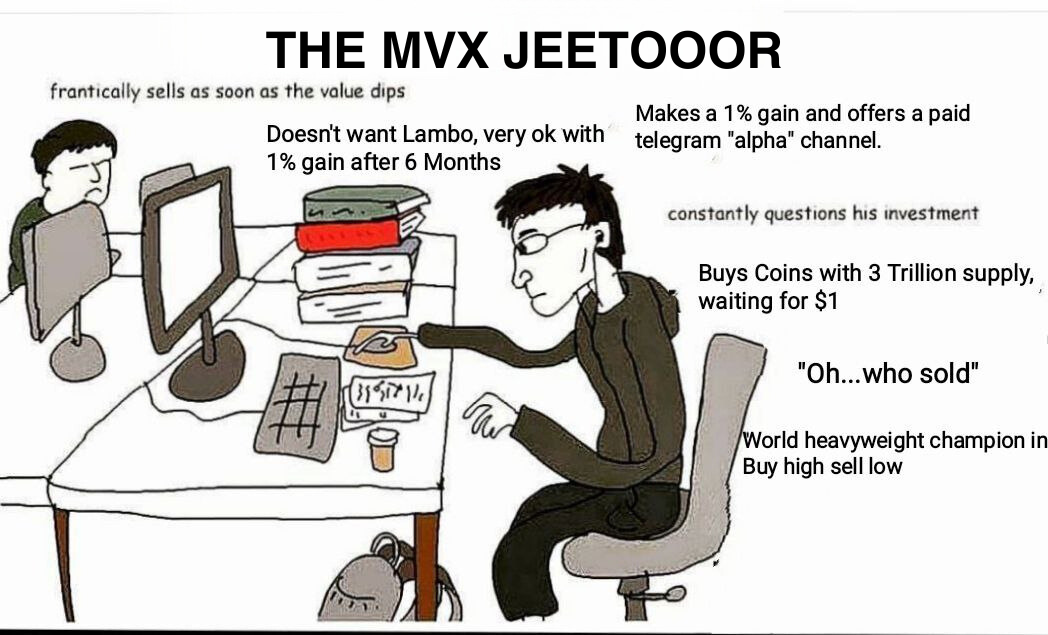 THE MVX JEETOOOR
frantically sells as soon as the value dips
Doesn't want Lambo, very ok with
1% gain after 6 Months
Makes a 1% gain and offers a paid
telegram "alpha" channel.
constantly questions his investment
Buys Coins with 3 Trillion supply,
waiting for $1
"Oh...who sold"
World heavyweight champion in
Buy high sell low